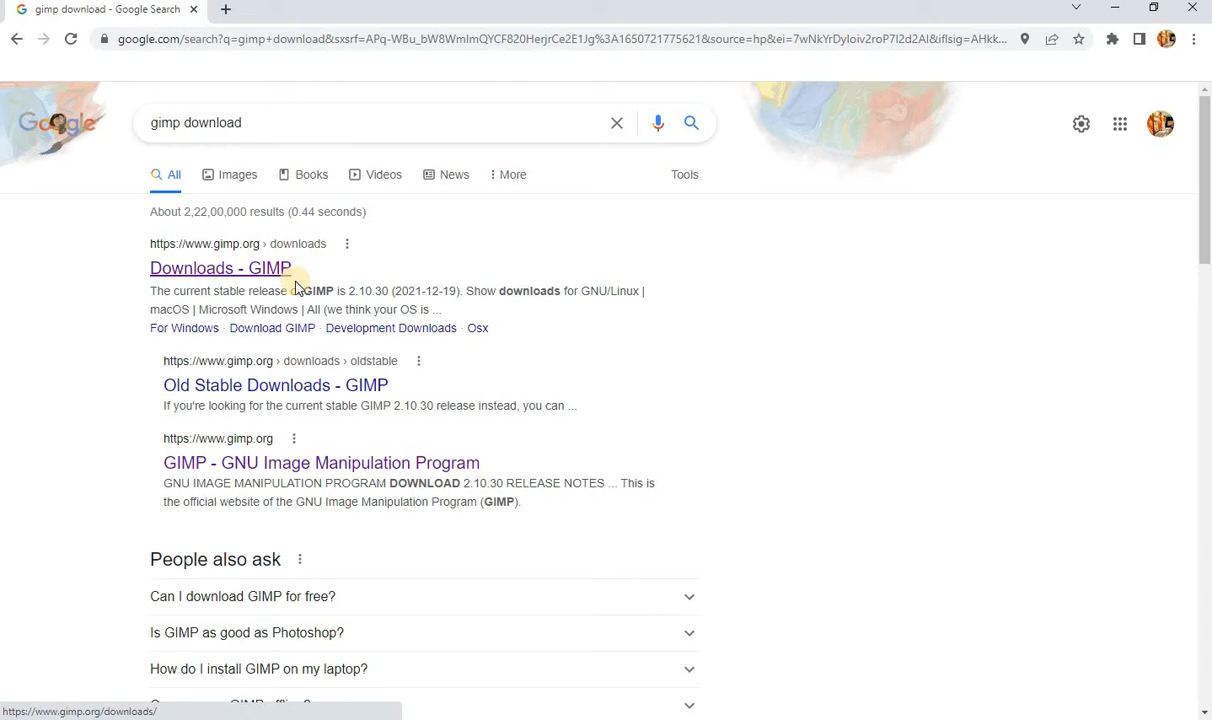 gimp download - Google Search
google.com/search?q=gimp+download&sxsrf=APq-WBu_bW8WmlmQYCF820HerjrCe2E1Jg%3A1650721775621&source=hp&ei=7wNkYrDyloiv2roP7I2d2AI&iflsig=AHkk...
Google
gimp download
All
Images
Books
Videos
News
More
Tools
About 2,22,00,000 results (0.44 seconds)
https://www.gimp.org › downloads
Downloads - GIMP
The current stable release of GIMP is 2.10.30 (2021-12-19). Show downloads for GNU/Linux |
macOS | Microsoft Windows | All (we think your OS is ...
For Windows · Download GIMP · Development Downloads · Osx
https://www.gimp.org › downloads › oldstable
Old Stable Downloads - GIMP
If you're looking for the current stable GIMP 2.10.30 release instead, you can ...
https://www.gimp.org
GIMP - GNU Image Manipulation Program
GNU IMAGE MANIPULATION PROGRAM DOWNLOAD 2.10.30 RELEASE NOTES ... This is
the official website of the GNU Image Manipulation Program (GIMP).
People also ask
Can I download GIMP for free?
Is GIMP as good as Photoshop?
How do I install GIMP on my laptop?
https://www.gimp.org/downloads/